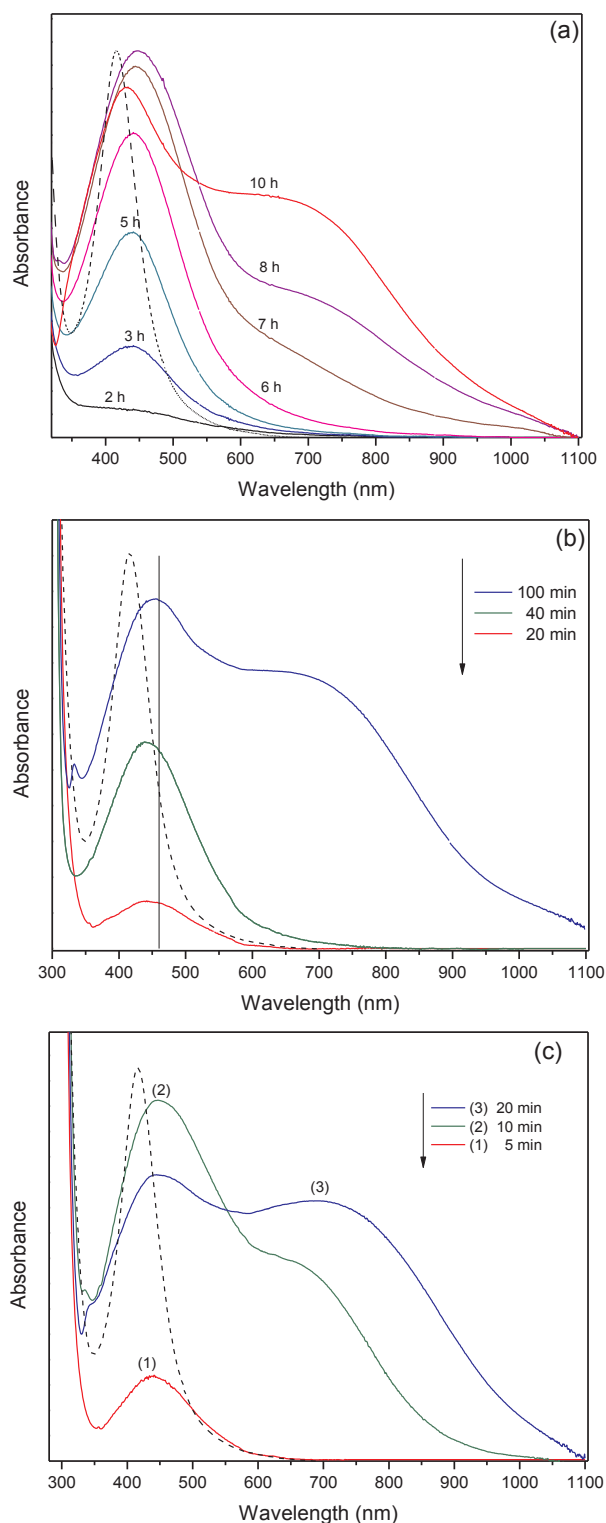 (a)
10 h
8 h
7 h
6 h
5 h
3 h
2 h
Absorbance
400 500 600 700 800 900 1000 1100
Wavelength (nm)
(b)
100 min
40 min
20 min
Absorbance
300 400 500 600 700 800 900 1000 1100
Wavelength (nm)
(c)
(2)
(3)
(1)
(3) 20 min
(2) 10 min
(1) 5 min
Absorbance
300 400 500 600 700 800 900 1000 1100
Wavelength (nm)